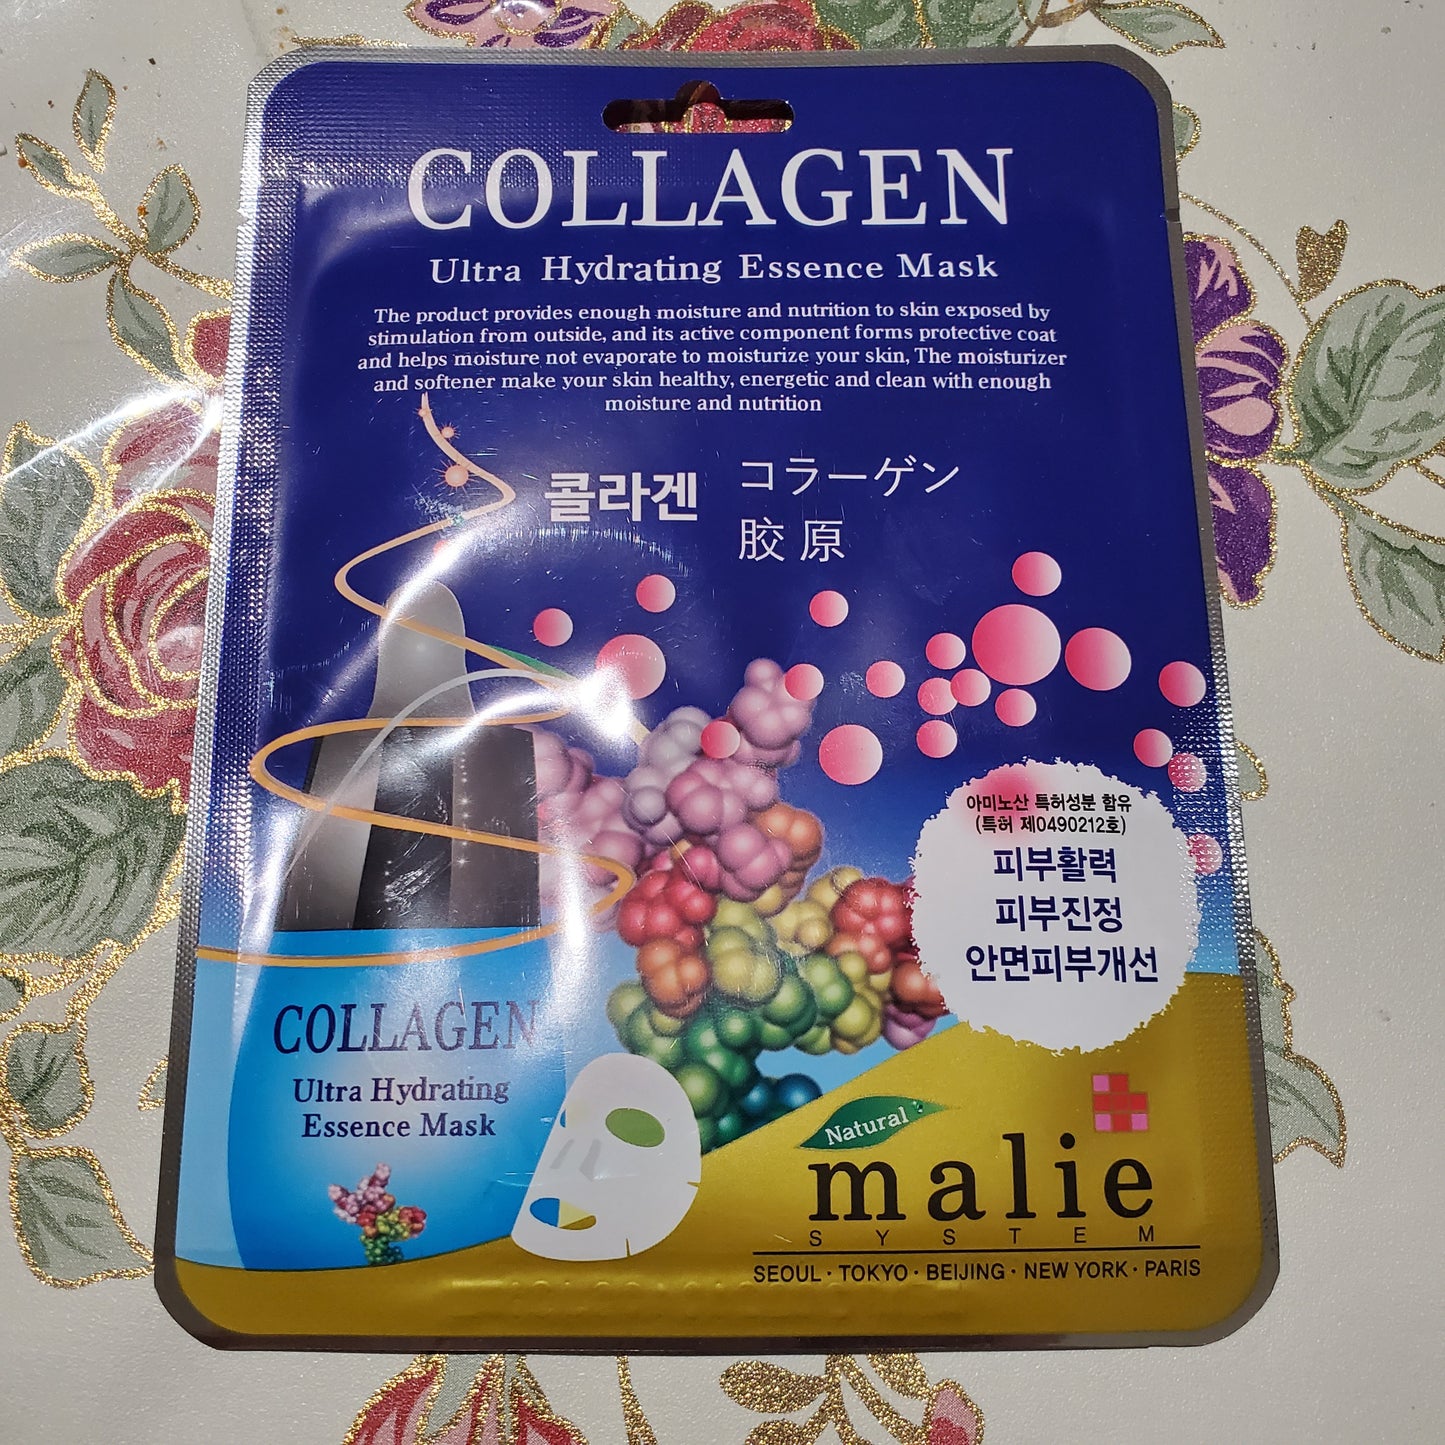 COLLAGEN
Ultra Hydrating Essence Mask
The product provides enough moisture and nutrition to skin exposed by
stimulation from outside, and its active component forms protective coat
and helps moisture not evaporate to moisturize your skin, The moisturizer
and softener make your skin healthy, energetic and clean with enough
moisture and nutrition
콜라겐
コラーゲン
胶原
아미노산 특허성분 함유
(특허 제0490212호)
피부활력
피부진정
안면피부개선
COLLAGEN
Ultra Hydrating
Essence Mask
Natural
malie
SYSTEM
SEOUL · TOKYO · BEIJING · NEW YORK · PARIS